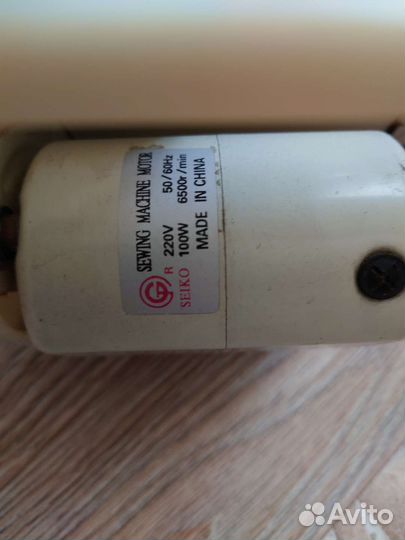 SEWING MACHINE MOTOR
R 220V 50/60Hz
SEIKO 100W 6500r/min
MADE IN CHINA
Avito